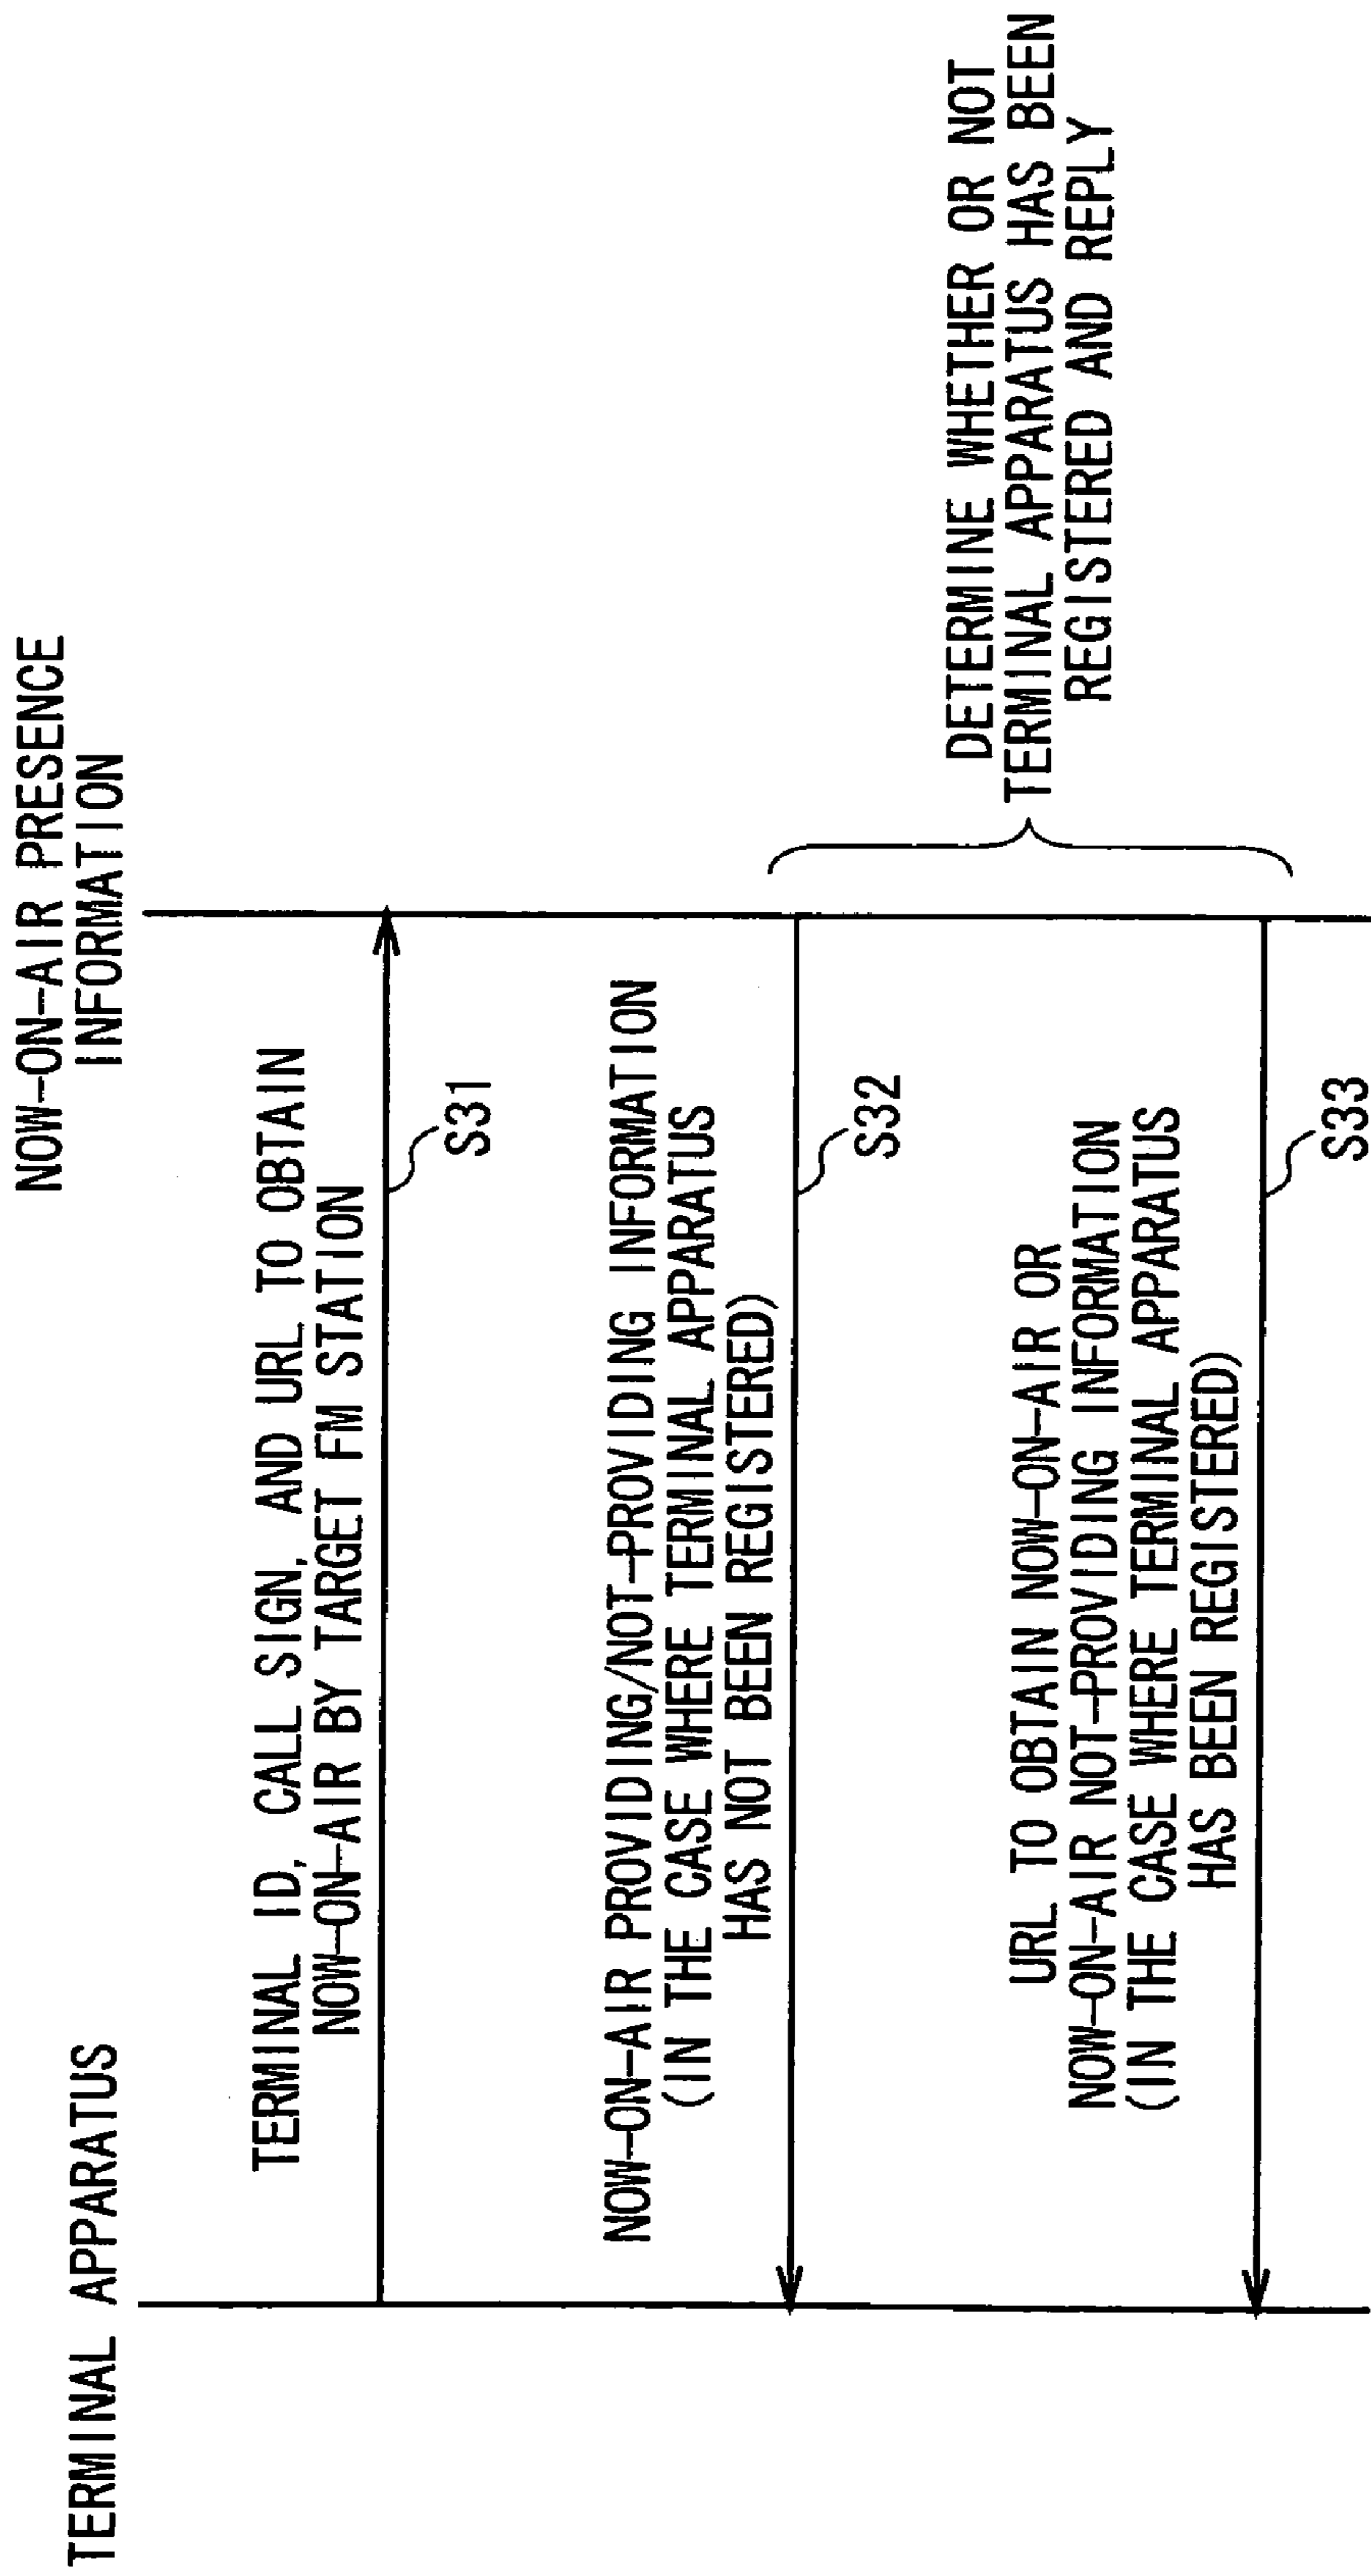 TERMINAL APPARATUS
NOW-ON-AIR PRESENCE
INFORMATION
TERMINAL ID, CALL SIGN, AND URL TO OBTAIN
NOW-ON-AIR BY TARGET FM STATION
S31
NOW-ON-AIR PROVIDING/NOT-PROVIDING INFORMATION
(IN THE CASE WHERE TERMINAL APPARATUS
HAS NOT BEEN REGISTERED)
S32
URL TO OBTAIN NOW-ON-AIR OR
NOW-ON-AIR NOT-PROVIDING INFORMATION
(IN THE CASE WHERE TERMINAL APPARATUS
HAS BEEN REGISTERED)
S33
DETERMINE WHETHER OR NOT
TERMINAL APPARATUS HAS BEEN
REGISTERED AND REPLY